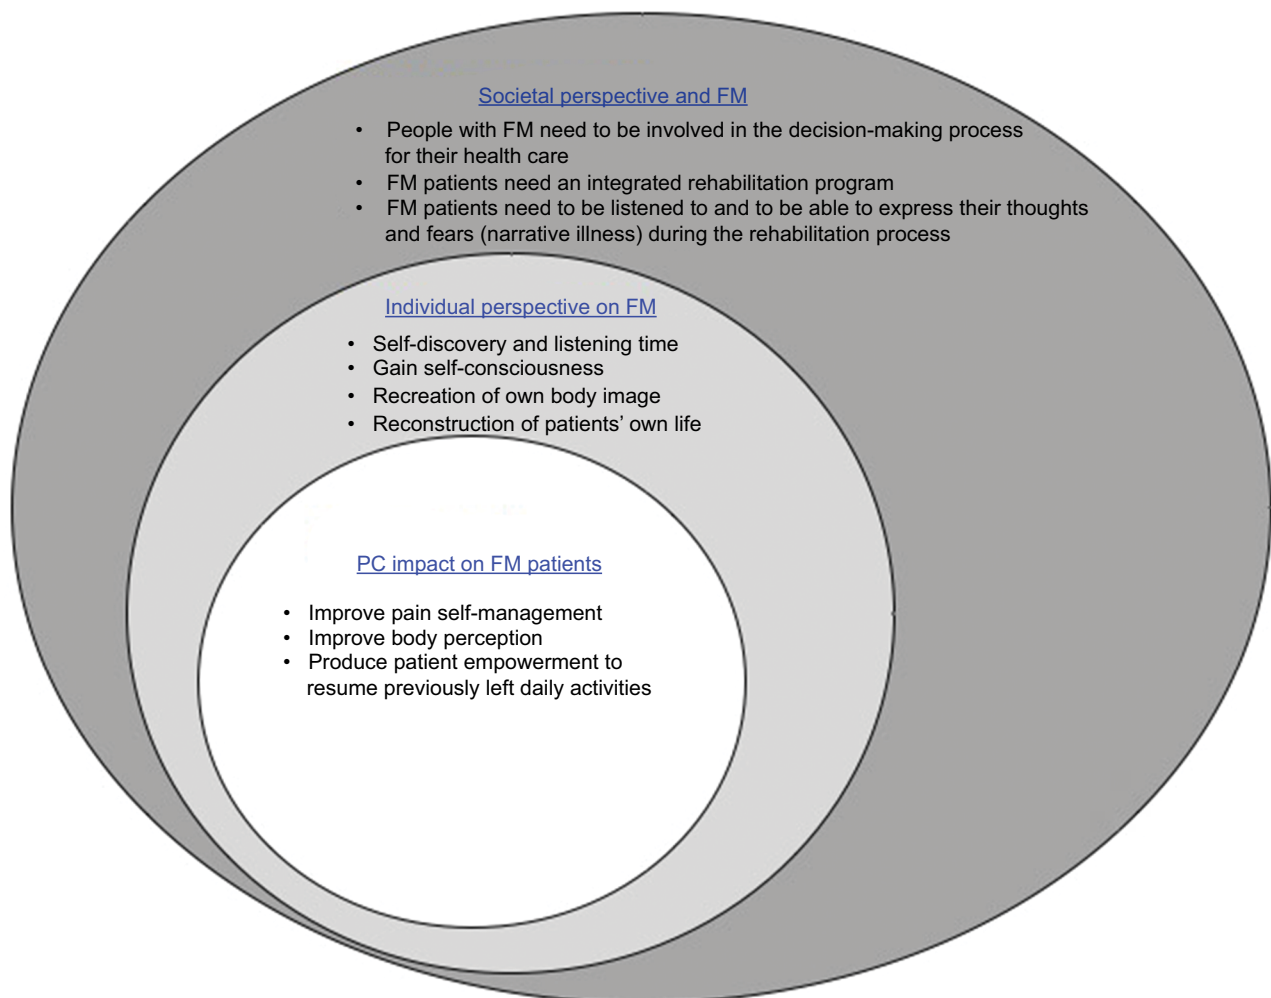 Societal perspective and FM
• People with FM need to be involved in the decision-making process
for their health care
• FM patients need an integrated rehabilitation program
• FM patients need to be listened to and to be able to express their thoughts
and fears (narrative illness) during the rehabilitation process
Individual perspective on FM
• Self-discovery and listening time
• Gain self-consciousness
• Recreation of own body image
• Reconstruction of patients’ own life
PC impact on FM patients
• Improve pain self-management
• Improve body perception
• Produce patient empowerment to
resume previously left daily activities